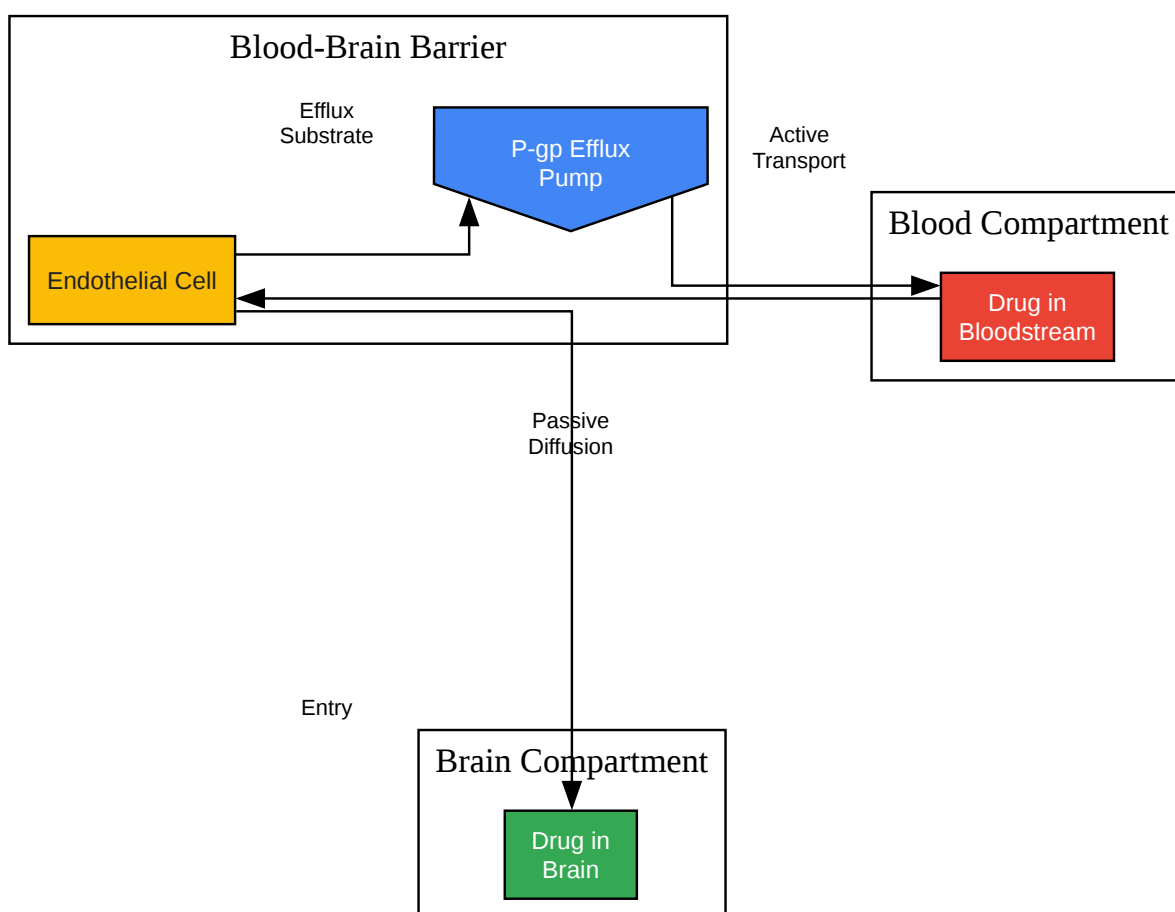 Blood-Brain Barrier
Efflux
Substrate
P-gp Efflux
Pump
Active
Transport
Blood Compartment
Endothelial Cell
Drug in
Bloodstream
Passive
Diffusion
Entry
Brain Compartment
Drug in
Brain